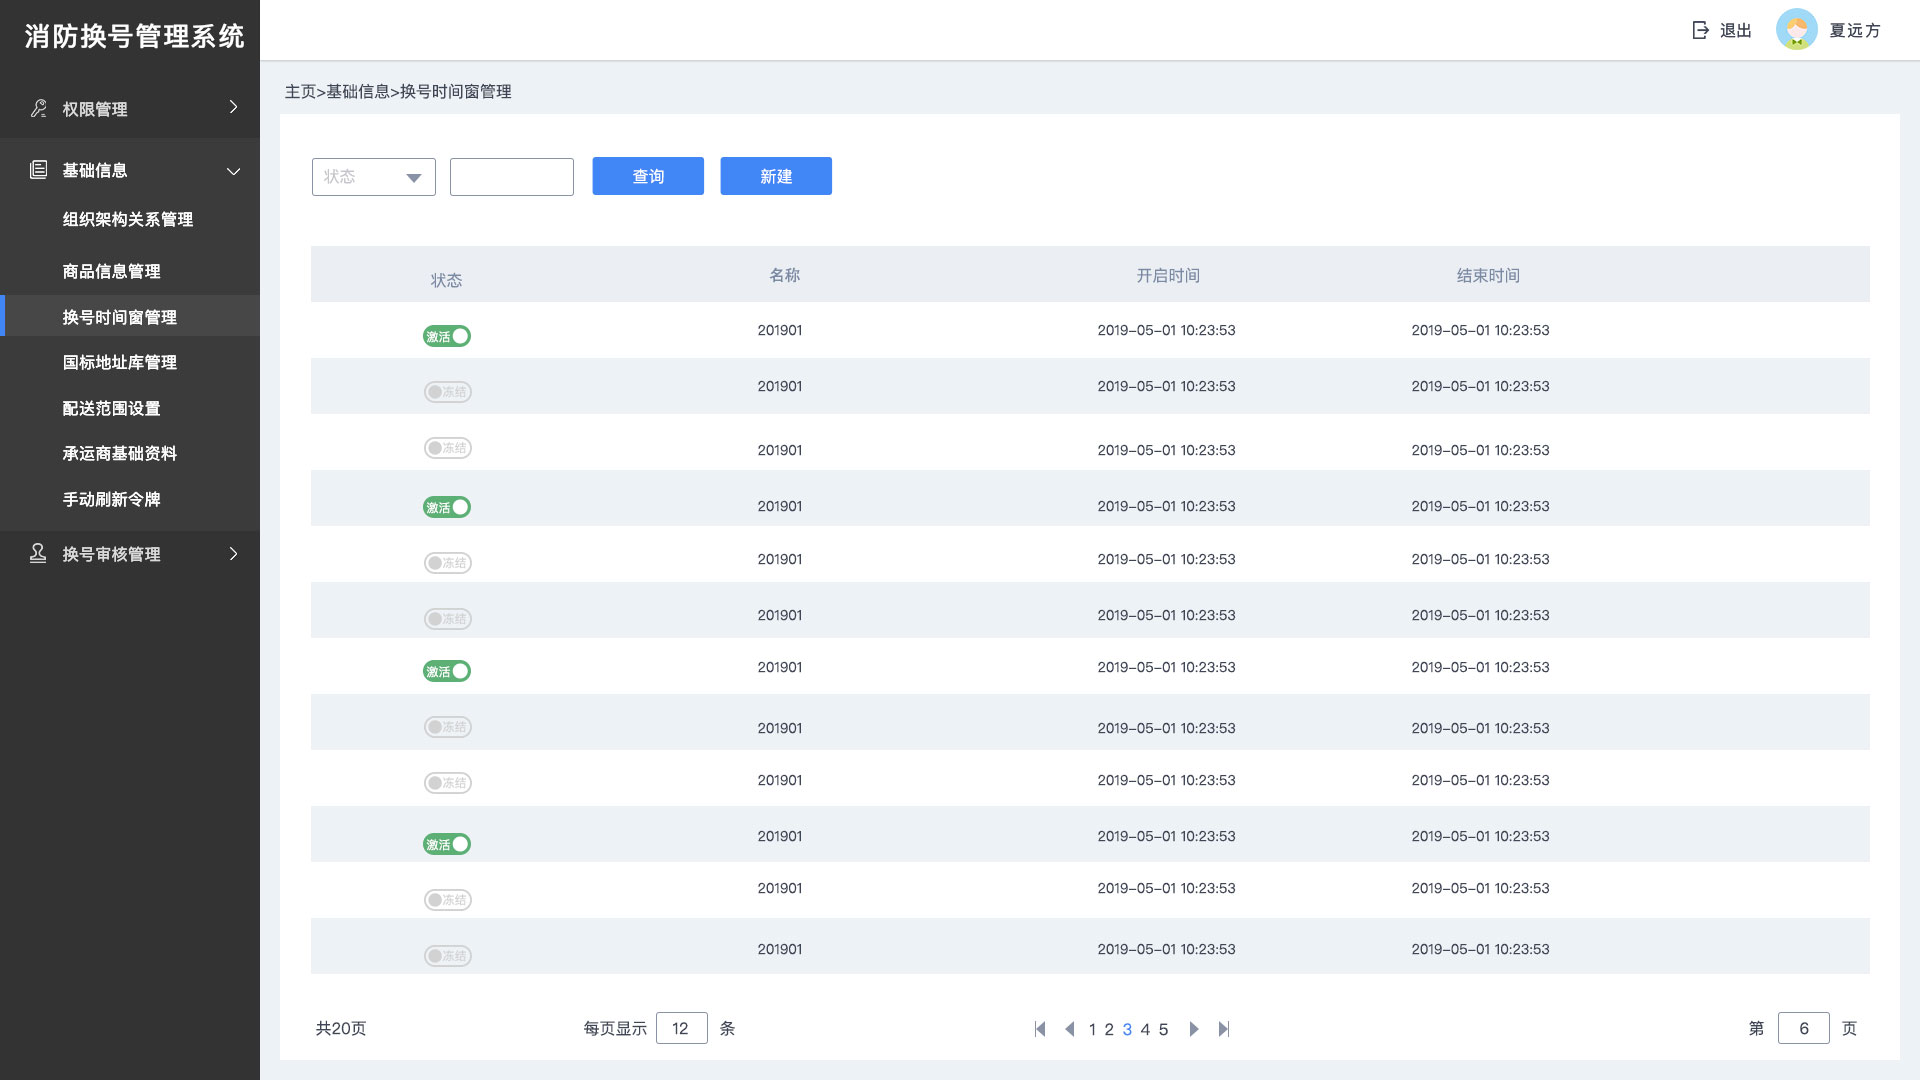 消防换号管理系统
退出
夏远方
权限管理
基础信息
组织架构关系管理
商品信息管理
换号时间窗管理
国标地址库管理
配送范围设置
承运商基础资料
手动刷新令牌
换号审核管理
主页>基础信息>换号时间窗管理
状态
查询
新建
状态 名称 开启时间 结束时间
激活 201901 2019-05-01 10:23:53 2019-05-01 10:23:53
冻结 201901 2019-05-01 10:23:53 2019-05-01 10:23:53
冻结 201901 2019-05-01 10:23:53 2019-05-01 10:23:53
激活 201901 2019-05-01 10:23:53 2019-05-01 10:23:53
冻结 201901 2019-05-01 10:23:53 2019-05-01 10:23:53
冻结 201901 2019-05-01 10:23:53 2019-05-01 10:23:53
激活 201901 2019-05-01 10:23:53 2019-05-01 10:23:53
冻结 201901 2019-05-01 10:23:53 2019-05-01 10:23:53
冻结 201901 2019-05-01 10:23:53 2019-05-01 10:23:53
激活 201901 2019-05-01 10:23:53 2019-05-01 10:23:53
冻结 201901 2019-05-01 10:23:53 2019-05-01 10:23:53
冻结 201901 2019-05-01 10:23:53 2019-05-01 10:23:53
共20页 每页显示 12 条 1 2 3 4 5 第 6 页